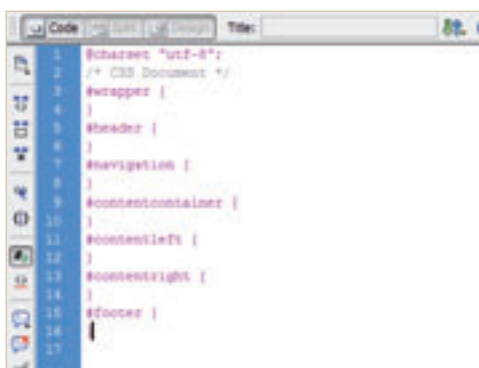 Code Split Design Title:
1 @charset "utf-8";
2 /* CSS Document */
3 #wrapper {
4 }
5 #header {
6 }
7 #navigation {
8 }
9 #contentcontainer {
10 }
11 #contentleft {
12 }
13 #contentright {
14 }
15 #footer {
16 }
17